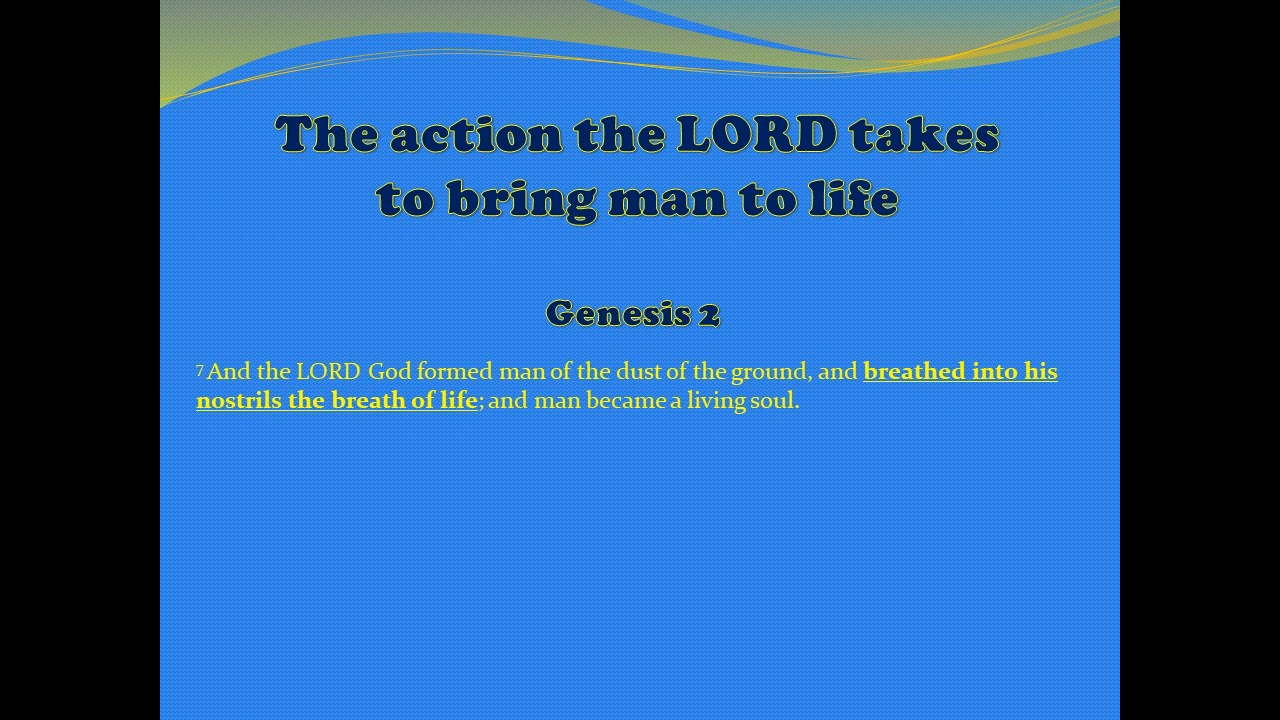 The action the LORD takes
to bring man to life
Genesis 2
7 And the LORD God formed man of the dust of the ground, and breathed into his
nostrils the breath of life; and man became a living soul.